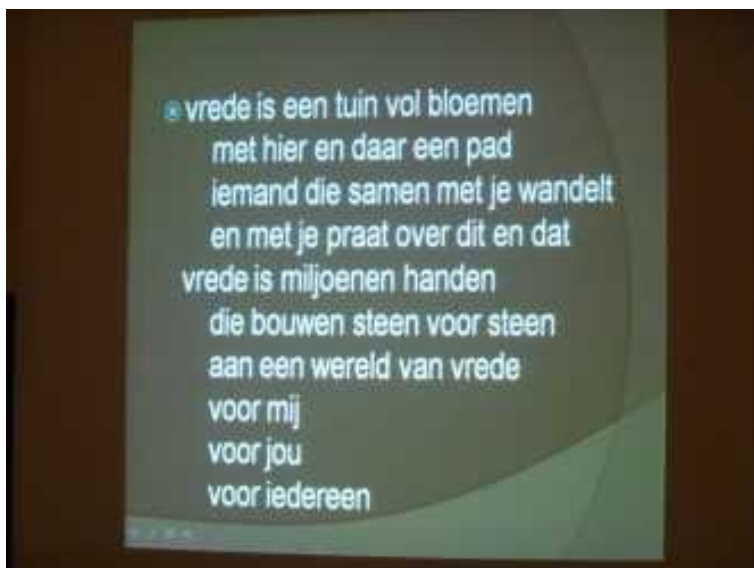 vrede is een tuin vol bloemen
met hier en daar een pad
iemand die samen met je wandelt
en met je praat over dit en dat
vrede is miljoenen handen
die bouwen steen voor steen
aan een wereld van vrede
voor mij
voor jou
voor iedereen